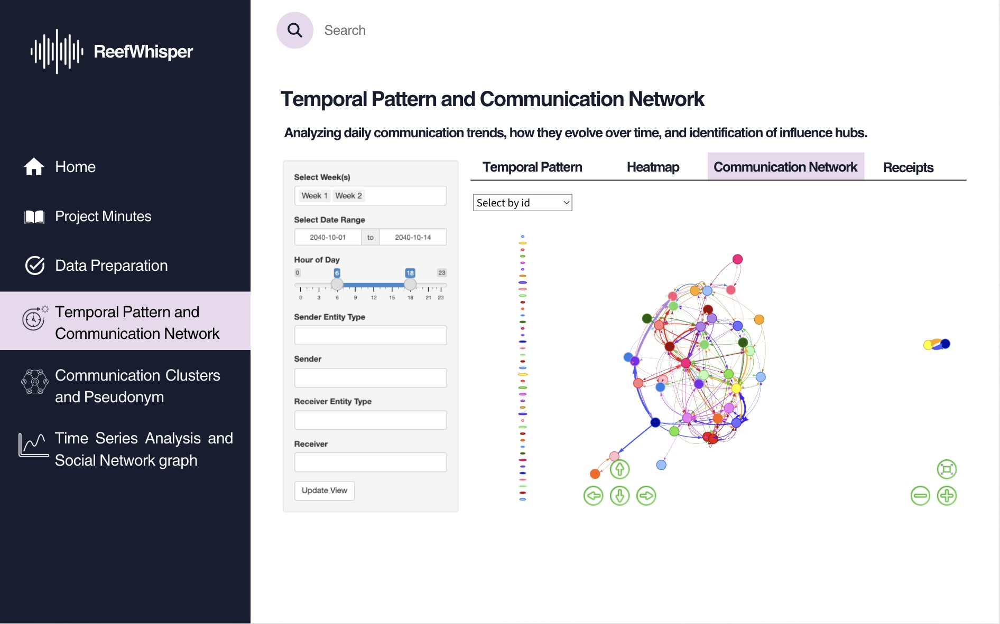 ReefWhisper
Home
Project Minutes
Data Preparation
Temporal Pattern and
Communication Network
Communication Clusters
and Pseudonym
Time Series Analysis and
Social Network graph
Search
Temporal Pattern and Communication Network
Analyzing daily communication trends, how they evolve over time, and identification of influence hubs.
Select Week(s)
Week 1 Week 2
Select Date Range
2040-10-01 to 2040-10-14
Hour of Day
0 6 18 23
0 3 6 9 12 15 18 21 23
Sender Entity Type
Sender
Receiver Entity Type
Receiver
Update View
Temporal Pattern Heatmap Communication Network Receipts
Select by id